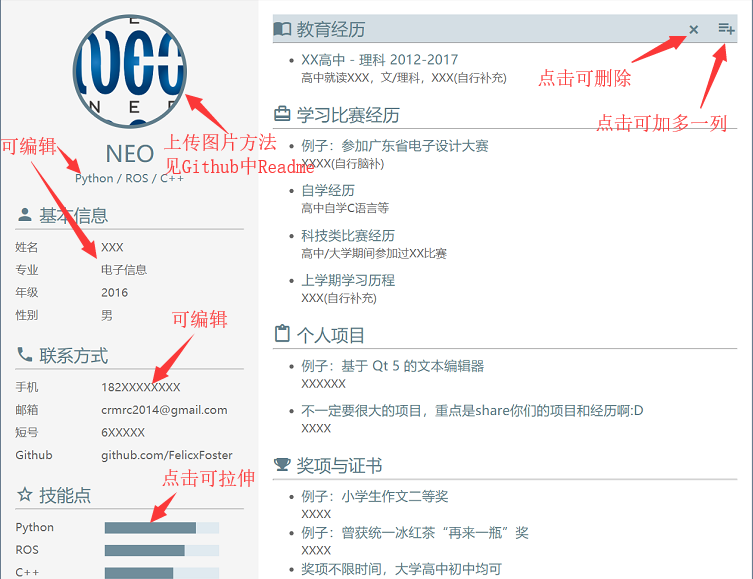 NEO
Python / ROS / C++
可编辑
上传图片方法
见Github中Readme
基本信息
姓名 XXX
专业 电子信息
年级 2016
性别 男
可编辑
联系方式
手机 182XXXXXXXX
邮箱 crmrc2014@gmail.com
短号 6XXXXX
Github github.com/FelicxFoster
点击可拉伸
技能点
Python
ROS
C++
教育经历
点击可删除
点击可加多一列
XX高中 - 理科 2012-2017
高中就读XXX，文/理科，XXX(自行补充)
学习比赛经历
例子：参加广东省电子设计大赛
XXXX(自行脑补)
自学经历
高中自学C语言等
科技类比赛经历
高中/大学期间参加过XX比赛
上学期学习历程
XXX(自行补充)
个人项目
例子：基于 Qt 5 的文本编辑器
XXXXXX
不一定要很大的项目，重点是share你们的项目和经历啊:D
XXXX
奖项与证书
例子：小学生作文二等奖
XXXX
例子：曾获统一冰红茶“再来一瓶”奖
XXXX
奖项不限时间，大学高中初中均可